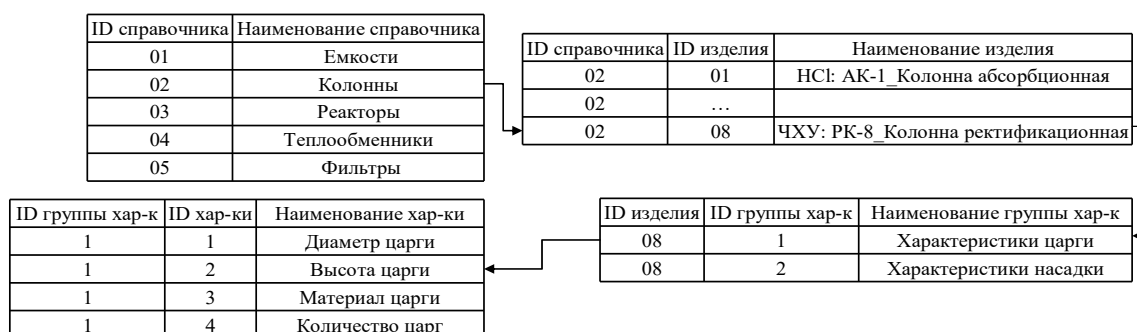 ID справочника Наименование справочника
01 Емкости
02 Колонны
03 Реакторы
04 Теплообменники
05 Фильтры
ID справочника ID изделия Наименование изделия
02 01 HCl: АК-1_Колонна абсорбционная
02 …
02 08 ЧХУ: РК-8_Колонна ректификационная
ID изделия ID группы хар-к Наименование группы хар-к
08 1 Характеристики царги
08 2 Характеристики насадки
ID группы хар-к ID хар-ки Наименование хар-ки
1 1 Диаметр царги
1 2 Высота царги
1 3 Материал царги
1 4 Количество царг